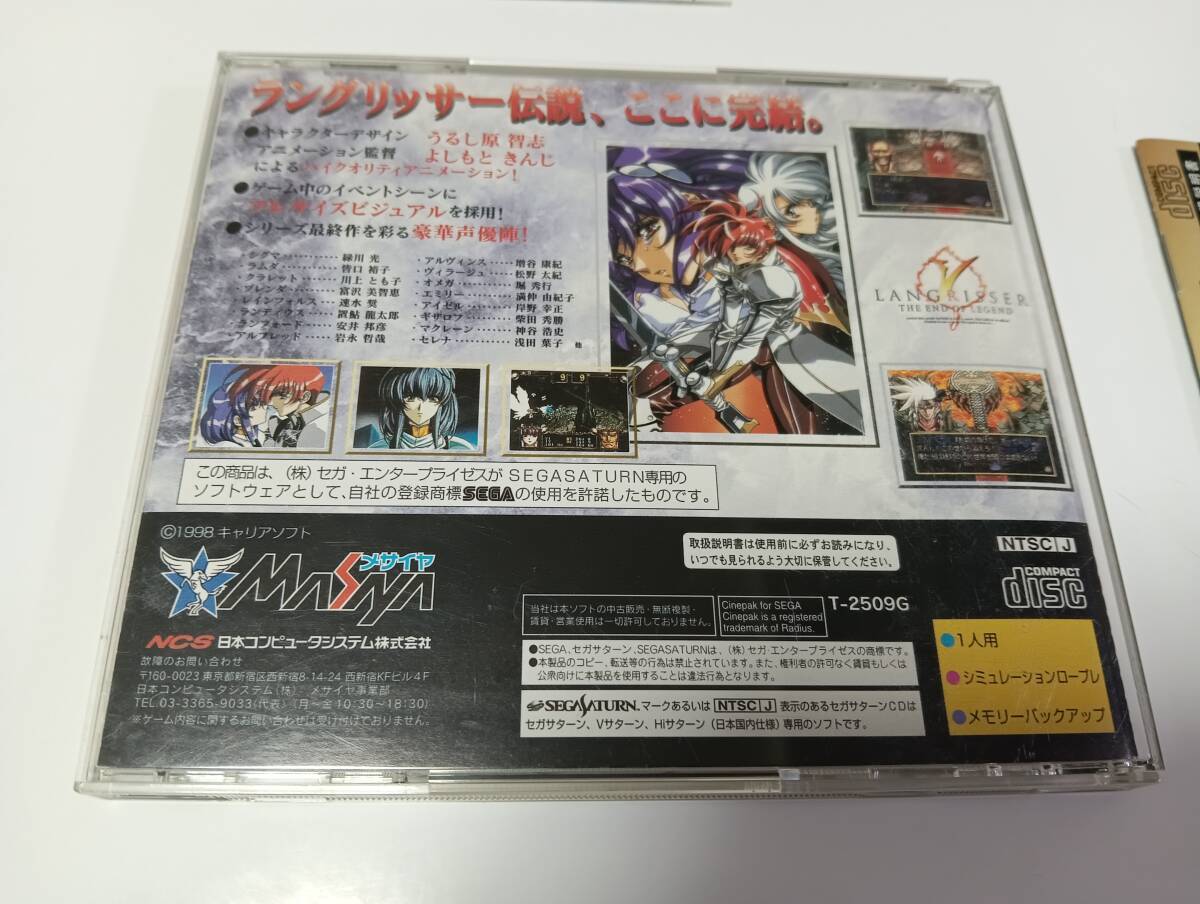 ラングリッサー伝説、ここに完結。
●キャラクターデザイン うるし原 智志
アニメーション監督 よしもと きんじ
によるハイクオリティアニメーション!
●ゲーム中のイベントシーンに
フルサイズビジュアルを採用!
●シリーズ最終作を彩る豪華声優陣!
・シグマ…………緑川 光
・ラムダ…………皆口 裕子
・クラレット……川上 とも子
・ブレンダ………富沢 美智恵
・レインフォルス…速水 奨
・ランディウス……置鮎 龍太郎
・ランフォード……安井 邦彦
・アルフレッド……岩永 哲哉
・アルヴィンス……増谷 康紀
・ヴィラージュ……松野 太紀
・オメガ…………堀 秀行
・エミリー………満仲 由紀子
・アイゼル………岸野 幸正
・ギザロフ………柴田 秀勝
・マクレーン……神谷 浩史
・セレナ…………浅田 葉子 他
V
LANGRISSER
THE END OF LEGEND
この商品は、(株)セガ・エンタープライゼスがSEGASATURN専用の
ソフトウェアとして、自社の登録商標SEGAの使用を許諾したものです。
©1998 キャリアソフト
メサイヤ
MASAYA
NCS 日本コンピュータシステム株式会社
故障のお問い合わせ
〒160-0023 東京都新宿区西新宿8-14-24 西新宿KFビル4F
日本コンピュータシステム(株) メサイヤ事業部
TEL.03-3365-9033(代表)(月〜金10:30~18:30)
※ゲーム内容に関するお問い合わせは受け付けておりません。
取扱説明書は使用前に必ずお読みになり、
いつでも見られるよう大切に保管してください。
NTSC J
COMPACT
disc
当社は本ソフトの中古販売・無断複製・
賃貸・営業使用は一切許可しておりません。
Cinepak for SEGA
Cinepak is a registered
trademark of Radius.
T-2509G
●SEGA、セガサターン、SEGASATURNは、(株)セガ・エンタープライゼスの商標です。
●本製品のコピー、転送等の行為は禁止されています。また、権利者の許可なく賃貸もしくは
公衆向けに本製品を使用することは違法行為となります。
SEGASATURN. マークあるいは NTSC J 表示のあるセガサターンCDは
セガサターン、Vサターン、Hiサターン(日本国内仕様)専用のソフトです。
●1人用
●シミュレーションロープレ
●メモリーバックアップ
COMPACT
disc